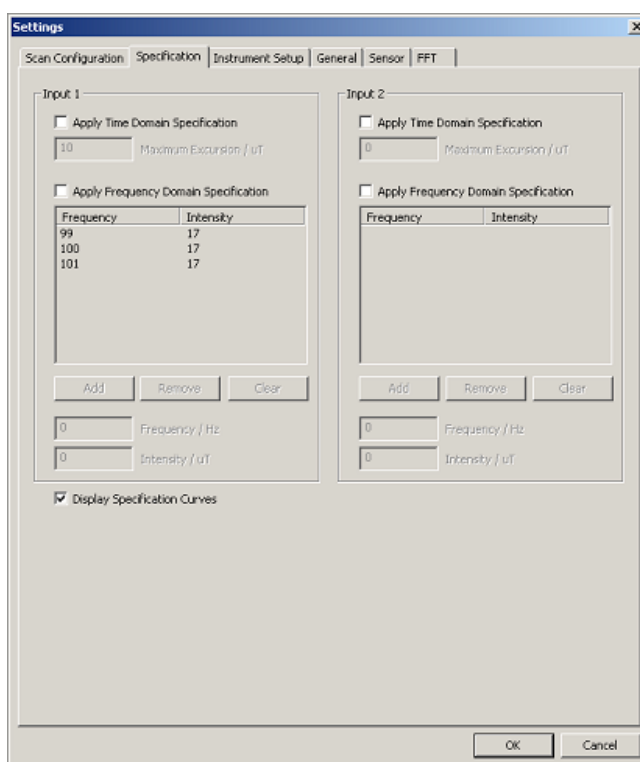 Settings
Scan Configuration Specification Instrument Setup General Sensor FFT
Input 1
Apply Time Domain Specification
10 Maximum Excursion / uT
Apply Frequency Domain Specification
Frequency Intensity
99 17
100 17
101 17
Add Remove Clear
0 Frequency / Hz
0 Intensity / uT
Input 2
Apply Time Domain Specification
0 Maximum Excursion / uT
Apply Frequency Domain Specification
Frequency Intensity
Add Remove Clear
0 Frequency / Hz
0 Intensity / uT
Display Specification Curves
OK Cancel